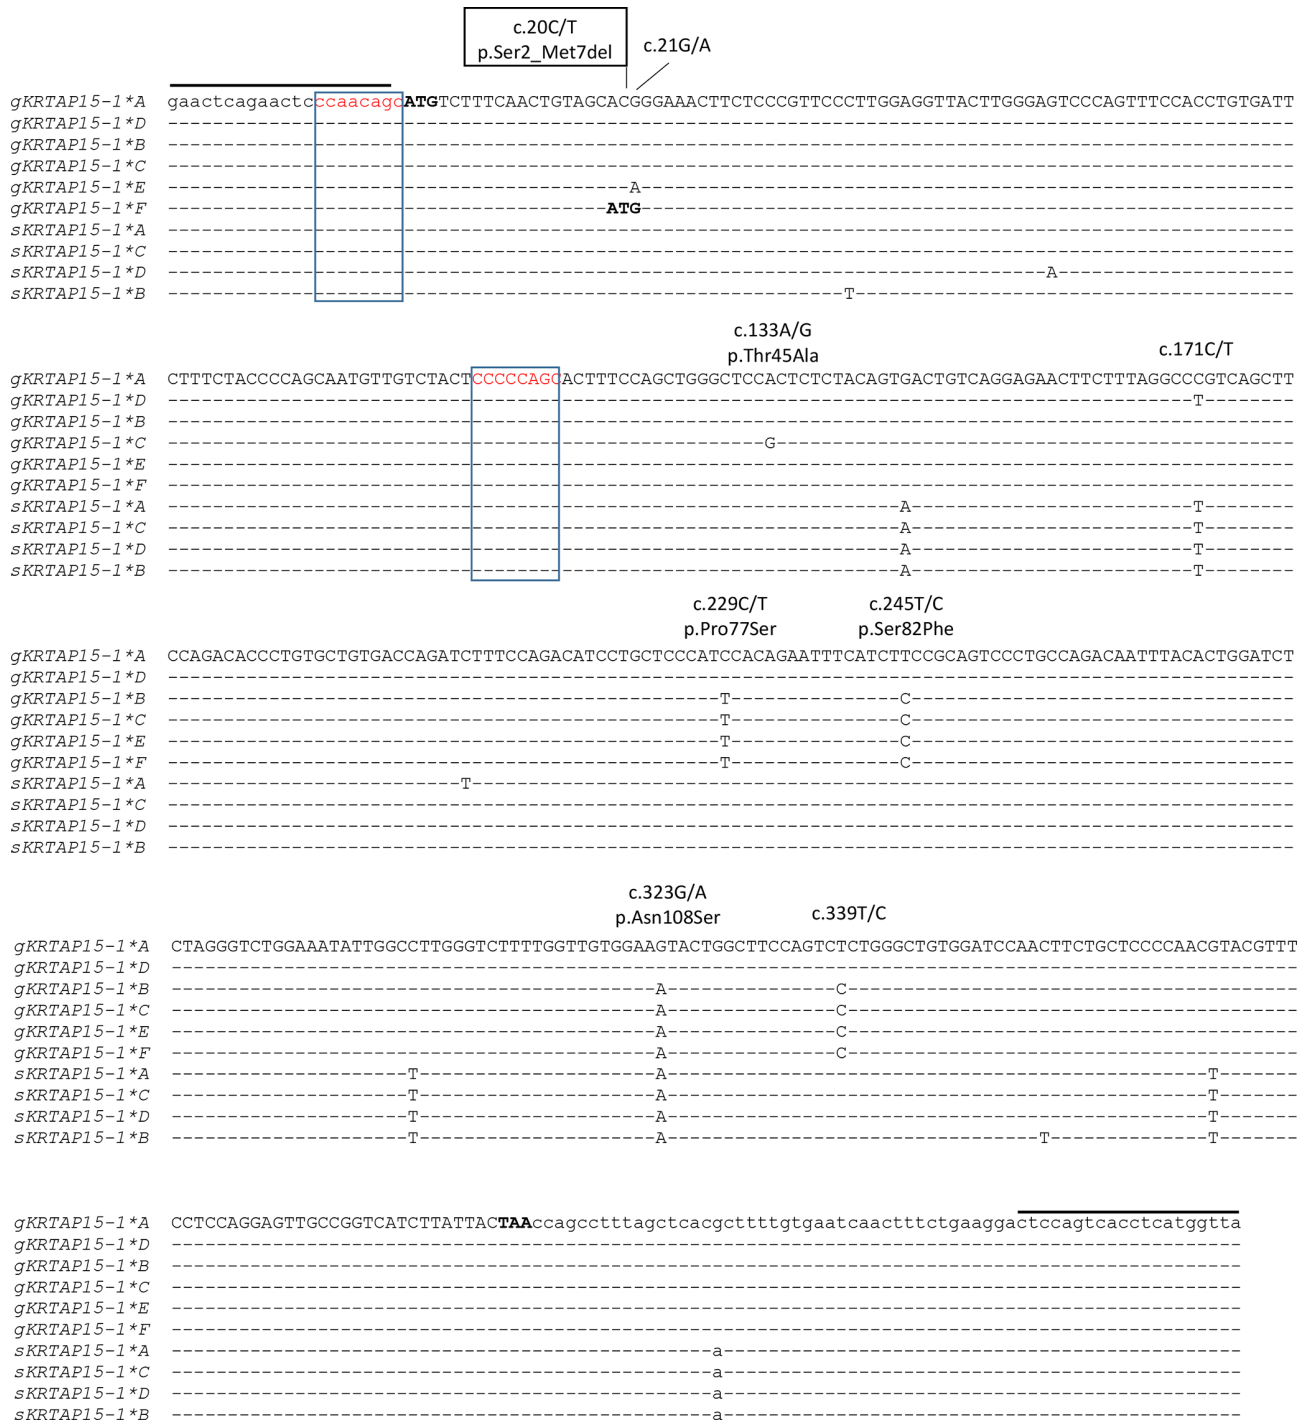 c.20C/T
p.Ser2_Met7del
c.21G/A
gKRTAP15-1*A gaactcagaactcccaacagcATGTCTTTCAACTGTAGCACGGGAAACTTCTCCCGTTCCCTTGGAGGTTACTTGGGAGTCCCAGTTTCCACCTGTGATT
gKRTAP15-1*D ----------------------------------------------------------------------------------------------------
gKRTAP15-1*B ----------------------------------------------------------------------------------------------------
gKRTAP15-1*C ----------------------------------------------------------------------------------------------------
gKRTAP15-1*E -----------------------------------------A----------------------------------------------------------
gKRTAP15-1*F ---------------------------------------ATG----------------------------------------------------------
sKRTAP15-1*A ----------------------------------------------------------------------------------------------------
sKRTAP15-1*C ----------------------------------------------------------------------------------------------------
sKRTAP15-1*D ------------------------------------------------------------------------------A---------------------
sKRTAP15-1*B ------------------------------------------------------------T---------------------------------------
c.133A/G
p.Thr45Ala
c.171C/T
gKRTAP15-1*A CTTTCTACCCCAGCAATGTTGTCTACTCCCCCAGCACTTTCCAGCTGGGCTCCACTCTCTACAGTGACTGTCAGGAGAACTTCTTTAGGCCCGTCAGCTT
gKRTAP15-1*D -------------------------------------------------------------------------------------------T--------
gKRTAP15-1*B ----------------------------------------------------------------------------------------------------
gKRTAP15-1*C -----------------------------------------------------G----------------------------------------------
gKRTAP15-1*E ----------------------------------------------------------------------------------------------------
gKRTAP15-1*F ----------------------------------------------------------------------------------------------------
sKRTAP15-1*A -----------------------------------------------------------------A-------------------------T--------
sKRTAP15-1*C -----------------------------------------------------------------A-------------------------T--------
sKRTAP15-1*D -----------------------------------------------------------------A-------------------------T--------
sKRTAP15-1*B -----------------------------------------------------------------A-------------------------T--------
c.229C/T
p.Pro77Ser
c.245T/C
p.Ser82Phe
gKRTAP15-1*A CCAGACACCCTGTGCTGTGACCAGATCTTTCCAGACATCCTGCTCCCATCCACAGAATTTCATCTTCCGCAGTCCCTGCCAGACAATTTACACTGGATCT
gKRTAP15-1*D ----------------------------------------------------------------------------------------------------
gKRTAP15-1*B -------------------------------------------------T---------------C----------------------------------
gKRTAP15-1*C -------------------------------------------------T---------------C----------------------------------
gKRTAP15-1*E -------------------------------------------------T---------------C----------------------------------
gKRTAP15-1*F -------------------------------------------------T---------------C----------------------------------
sKRTAP15-1*A --------------------------T-------------------------------------------------------------------------
sKRTAP15-1*C ----------------------------------------------------------------------------------------------------
sKRTAP15-1*D ----------------------------------------------------------------------------------------------------
sKRTAP15-1*B ----------------------------------------------------------------------------------------------------
c.323G/A
p.Asn108Ser
c.339T/C
gKRTAP15-1*A CTAGGGTCTGGAAATATTGGCCTTGGGTCTTTTGGTTGTGGAAGTACTGGCTTCCAGTCTCTGGGCTGTGGATCCAACTTCTGCTCCCCAACGTACGTTT
gKRTAP15-1*D ----------------------------------------------------------------------------------------------------
gKRTAP15-1*B -------------------------------------------A---------------C----------------------------------------
gKRTAP15-1*C -------------------------------------------A---------------C----------------------------------------
gKRTAP15-1*E -------------------------------------------A---------------C----------------------------------------
gKRTAP15-1*F -------------------------------------------A---------------C----------------------------------------
sKRTAP15-1*A ---------------------T---------------------A------------------------------------------------T-------
sKRTAP15-1*C ---------------------T---------------------A------------------------------------------------T-------
sKRTAP15-1*D ---------------------T---------------------A------------------------------------------------T-------
sKRTAP15-1*B ---------------------T---------------------A---------------------------------T--------------T-------
gKRTAP15-1*A CCTCCAGGAGTTGCCGGTCATCTTATTACTAAccagcctttagctcacgcttttgtgaatcaactttctgaaggactccagtcacctcatggtta
gKRTAP15-1*D -----------------------------------------------------------------------------------------------
gKRTAP15-1*B -----------------------------------------------------------------------------------------------
gKRTAP15-1*C -----------------------------------------------------------------------------------------------
gKRTAP15-1*E -----------------------------------------------------------------------------------------------
gKRTAP15-1*F -----------------------------------------------------------------------------------------------
sKRTAP15-1*A ------------------------------------------------a----------------------------------------------
sKRTAP15-1*C ------------------------------------------------a----------------------------------------------
sKRTAP15-1*D ------------------------------------------------a----------------------------------------------
sKRTAP15-1*B ------------------------------------------------a----------------------------------------------